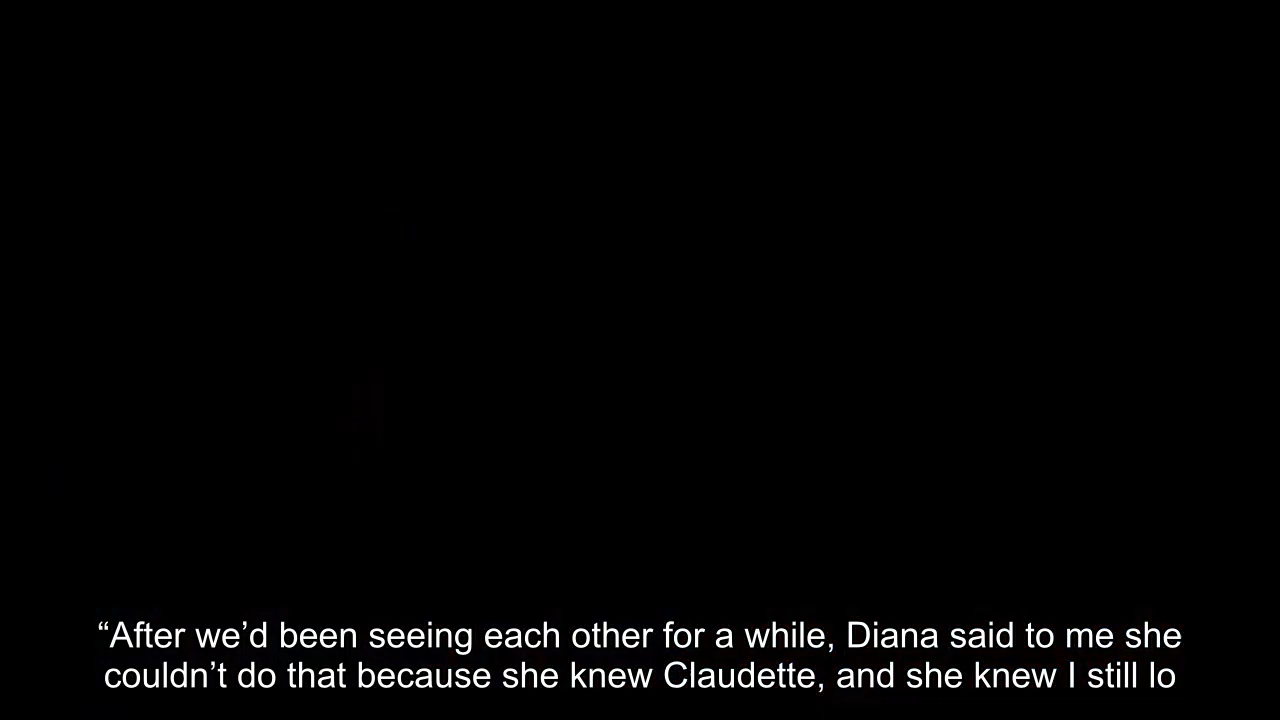 “After we’d been seeing each other for a while, Diana said to me she
couldn’t do that because she knew Claudette, and she knew I still lo